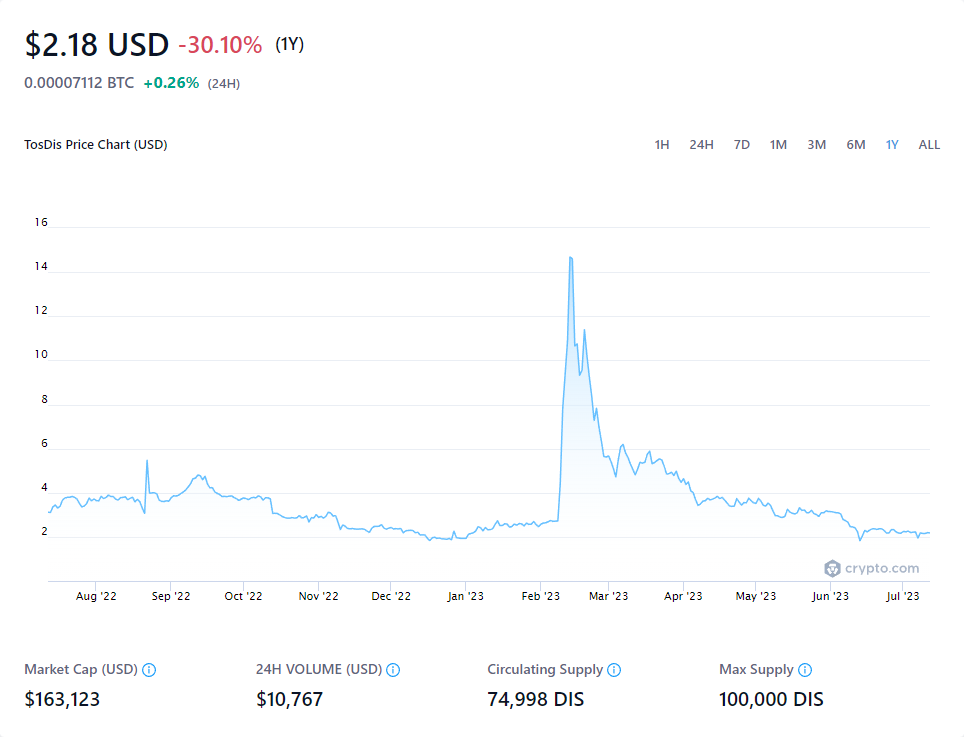 $2.18 USD -30.10% (1Y)
0.00007112 BTC +0.26% (24H)
TosDis Price Chart (USD) 1H 24H 7D 1M 3M 6M 1Y ALL
16
14
12
10
8
6
4
2
crypto.com
Aug '22 Sep '22 Oct '22 Nov '22 Dec '22 Jan '23 Feb '23 Mar '23 Apr '23 May '23 Jun '23 Jul '23
Market Cap (USD) 24H VOLUME (USD) Circulating Supply Max Supply
$163,123 $10,767 74,998 DIS 100,000 DIS